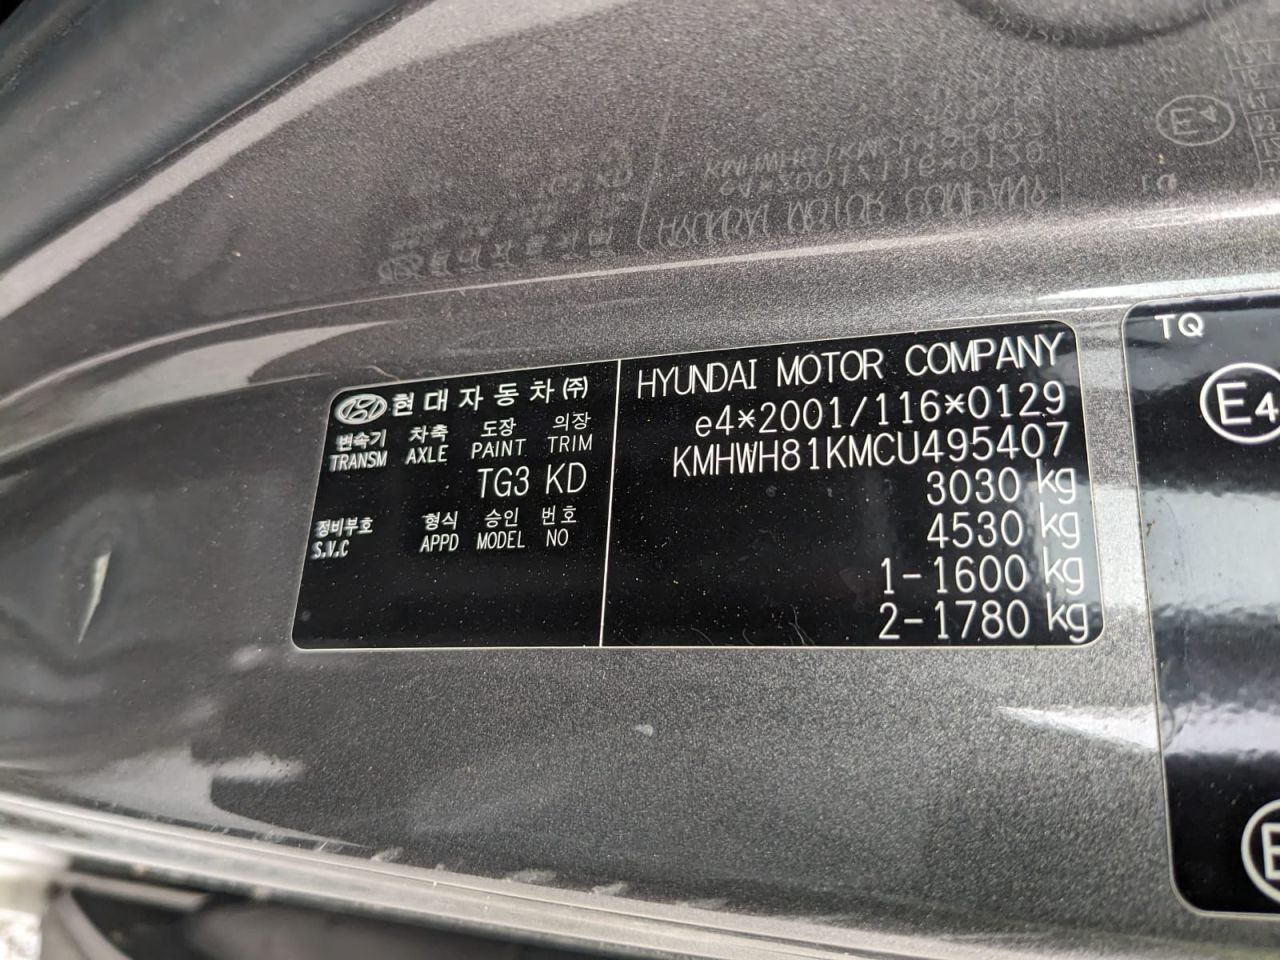 현대자동차㈜
변속기 차축 도장 의장
TRANSM AXLE PAINT TRIM
TG3 KD
정비부호 형식 승인 번호
S.V.C APPD MODEL NO
HYUNDAI MOTOR COMPANY
e4*2001/116*0129
KMHWH81KMCU495407
3030 kg
4530 kg
1-1600 kg
2-1780 kg
TQ
E4
E